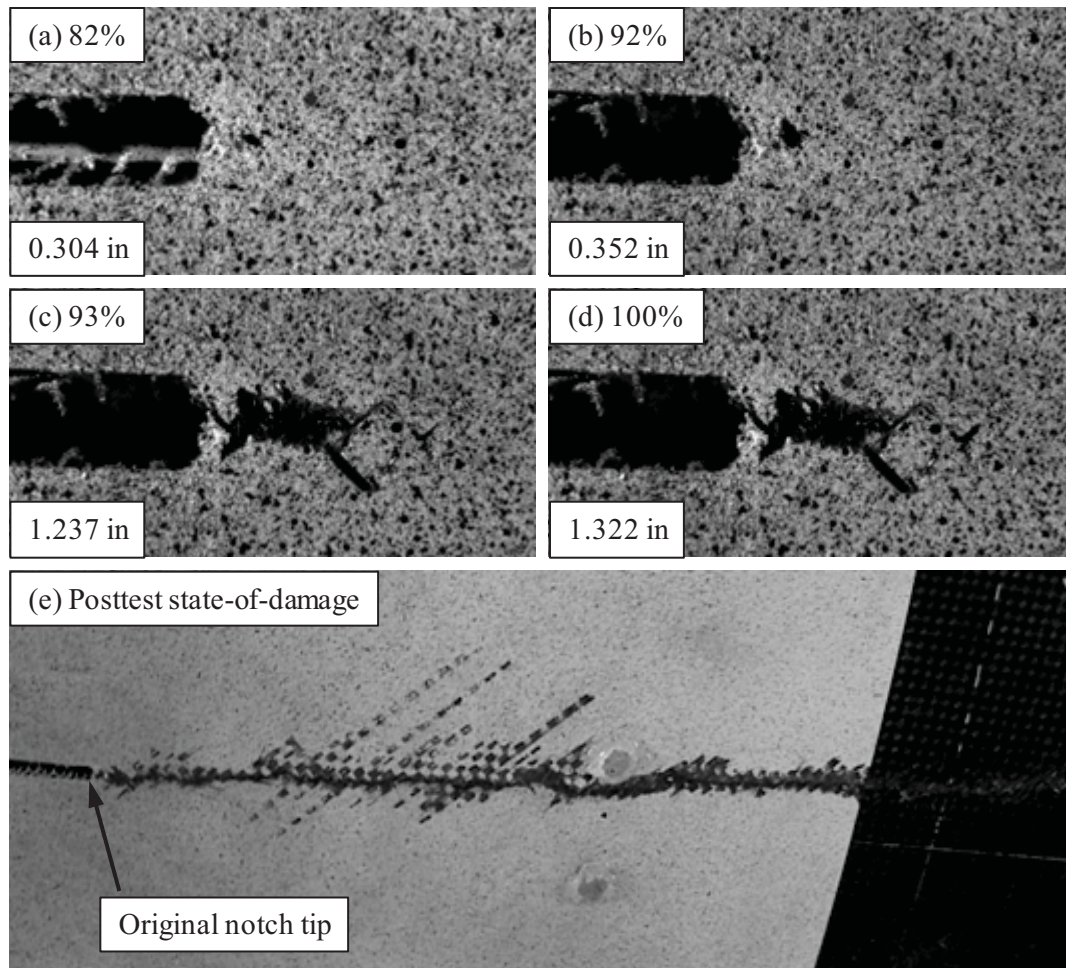 (a) 82%
(b) 92%
0.304 in
0.352 in
(c) 93%
(d) 100%
1.237 in
1.322 in
(e) Posttest state-of-damage
Original notch tip